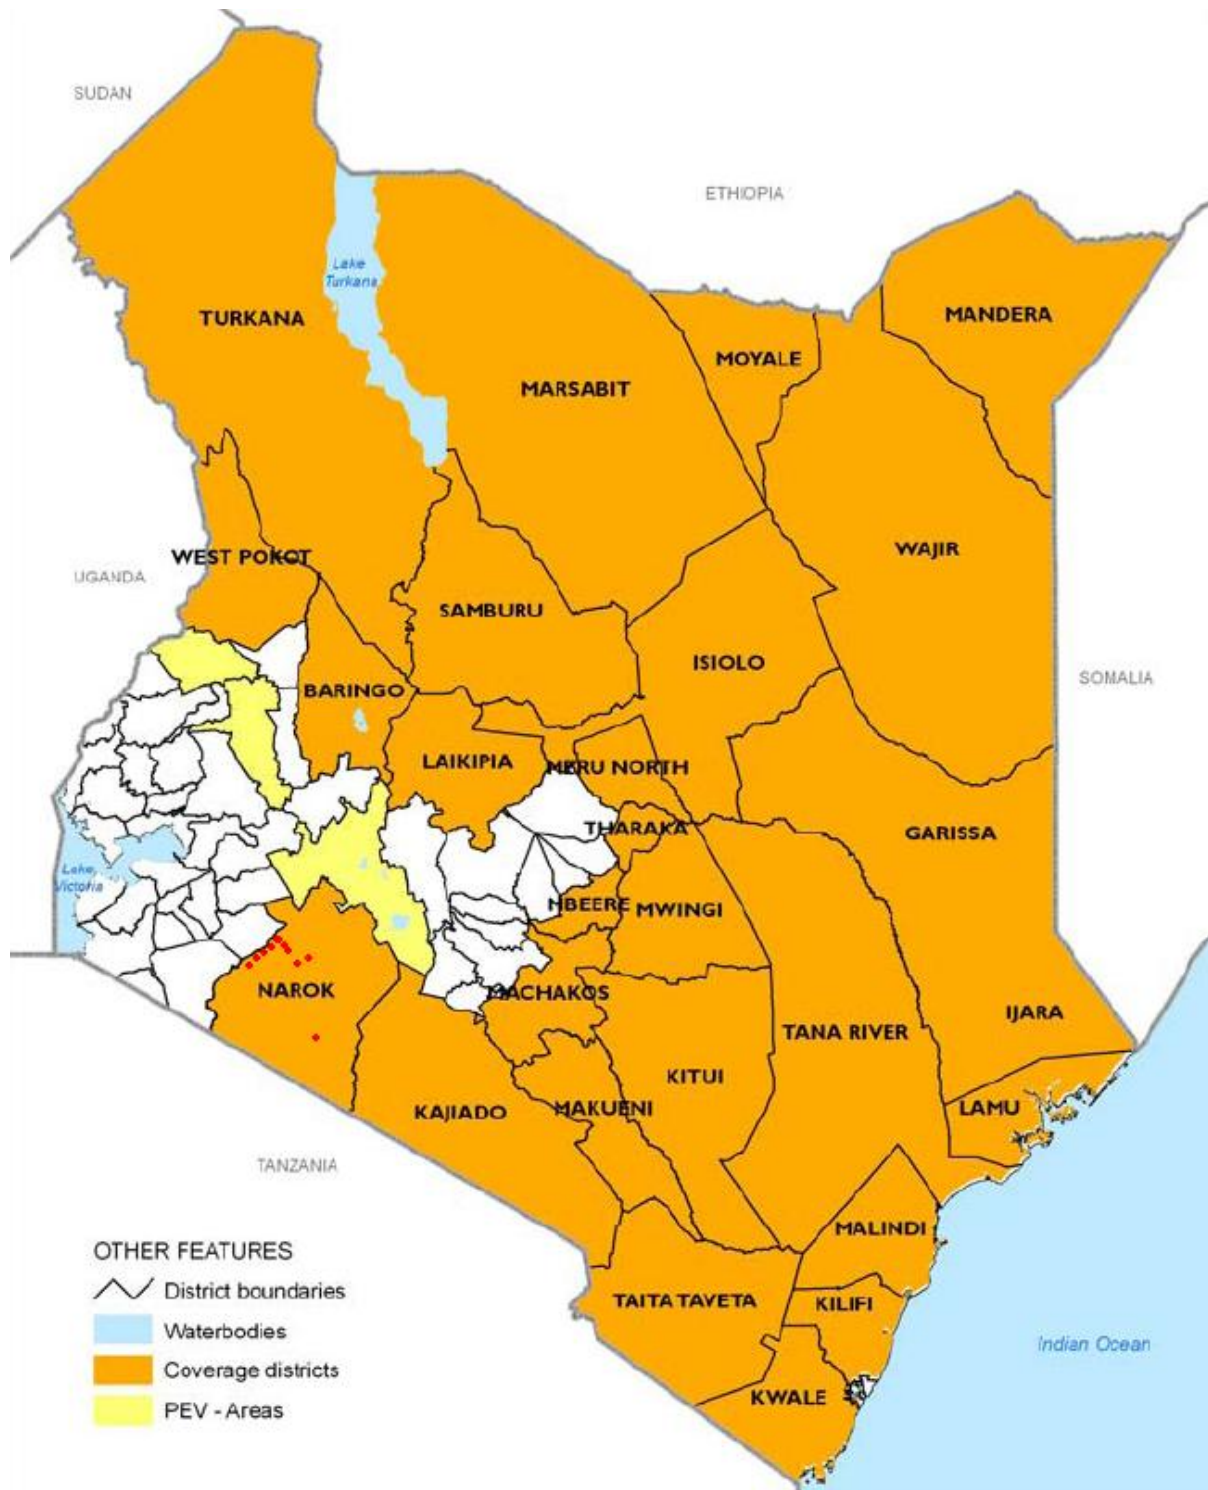 SUDAN
ETHIOPIA
Lake
Turkana
TURKANA
MANDERA
MOYALE
MARSABIT
WAJIR
WEST POKOT
UGANDA
SAMBURU
ISIOLO
SOMALIA
BARINGO
LAIKIPIA
MERU NORTH
THARAKA
GARISSA
Lake,
Victoria
MBEERE
MWINGI
NAROK
MACHAKOS
IJARA
TANA RIVER
KITUI
LAMU
KAJIADO
MAKUENI
TANZANIA
MALINDI
OTHER FEATURES
District boundaries
Waterbodies
Coverage districts
PEV - Areas
TAITA TAVETA
KILIFI
Indian Ocean
KWALE